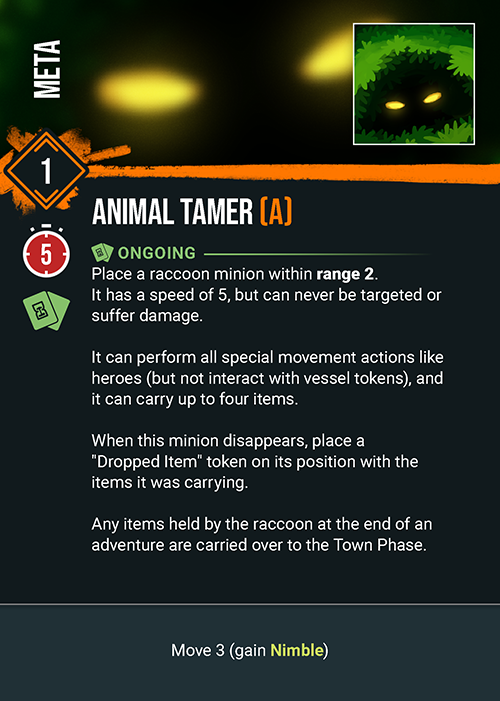 META
1
ANIMAL TAMER (A)
5
ONGOING
Place a raccoon minion within range 2.
It has a speed of 5, but can never be targeted or
suffer damage.
It can perform all special movement actions like
heroes (but not interact with vessel tokens), and
it can carry up to four items.
When this minion disappears, place a
"Dropped Item" token on its position with the
items it was carrying.
Any items held by the raccoon at the end of an
adventure are carried over to the Town Phase.
Move 3 (gain Nimble)